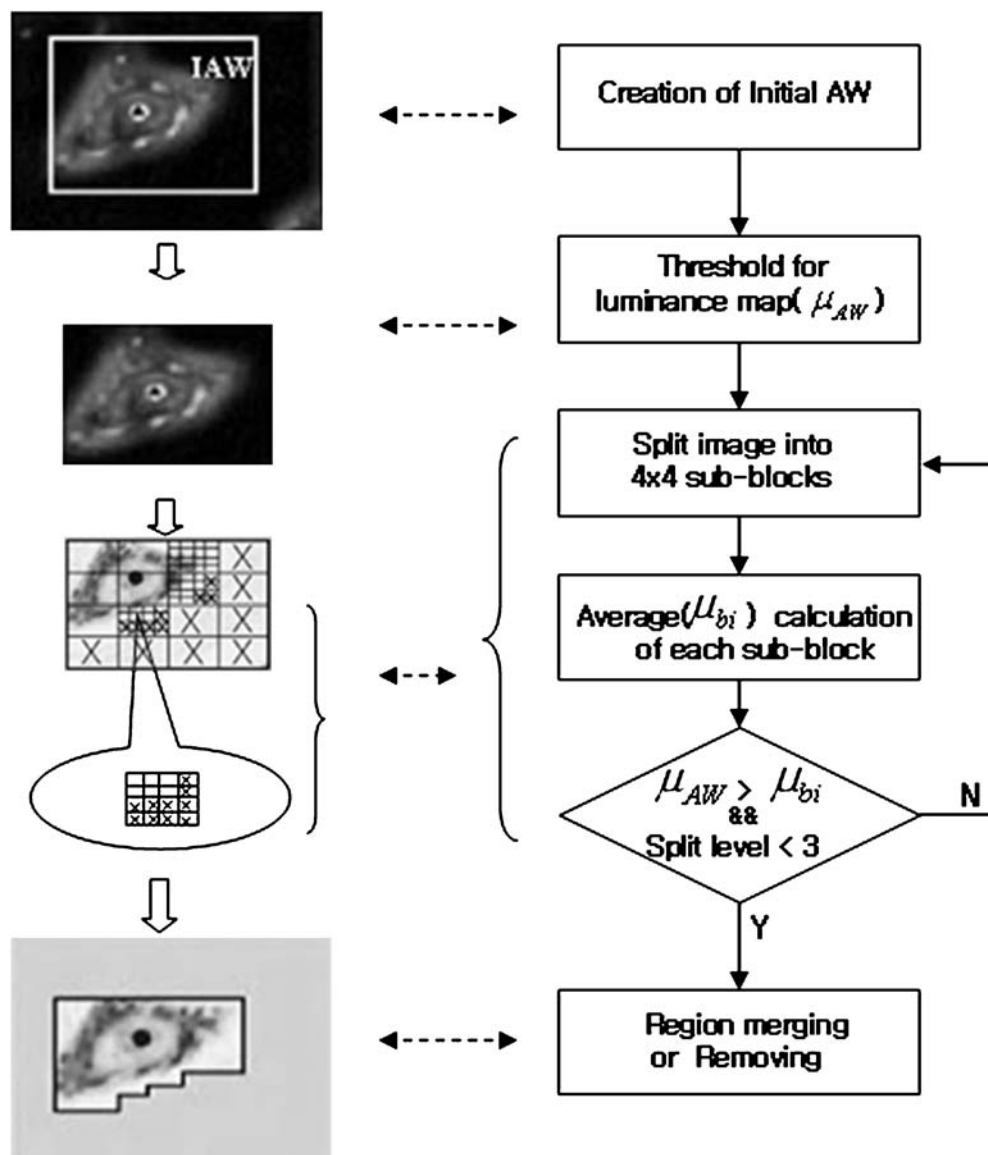 IAW
Creation of Initial AW
Threshold for
luminance map( μAW )
Split image into
4x4 sub-blocks
Average(μbi) calculation
of each sub-block
μAW > μbi
&&
Split level < 3
N
Y
Region merging
or Removing